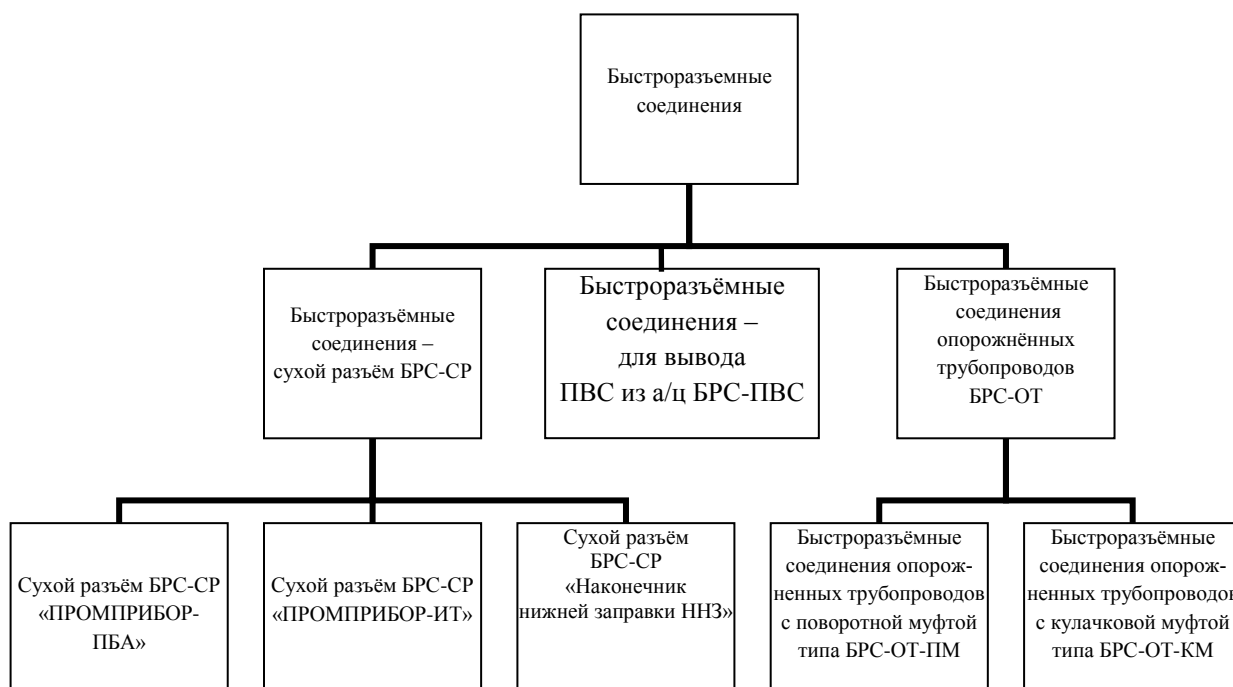 Быстроразъемные
соединения
Быстроразъёмные
соединения –
сухой разъём БРС-СР
Быстроразъёмные
соединения –
для вывода
ПВС из а/ц БРС-ПВС
Быстроразъёмные
соединения
опорожнённых
трубопроводов
БРС-ОТ
Сухой разъём БРС-СР
«ПРОМПРИБОР-
ПБА»
Сухой разъём БРС-СР
«ПРОМПРИБОР-ИТ»
Сухой разъём
БРС-СР
«Наконечник
нижней заправки ННЗ»
Быстроразъёмные
соединения опорож-
ненных трубопроводов
с поворотной муфтой
типа БРС-ОТ-ПМ
Быстроразъёмные
соединения опорож-
ненных трубопроводов
с кулачковой муфтой
типа БРС-ОТ-КМ